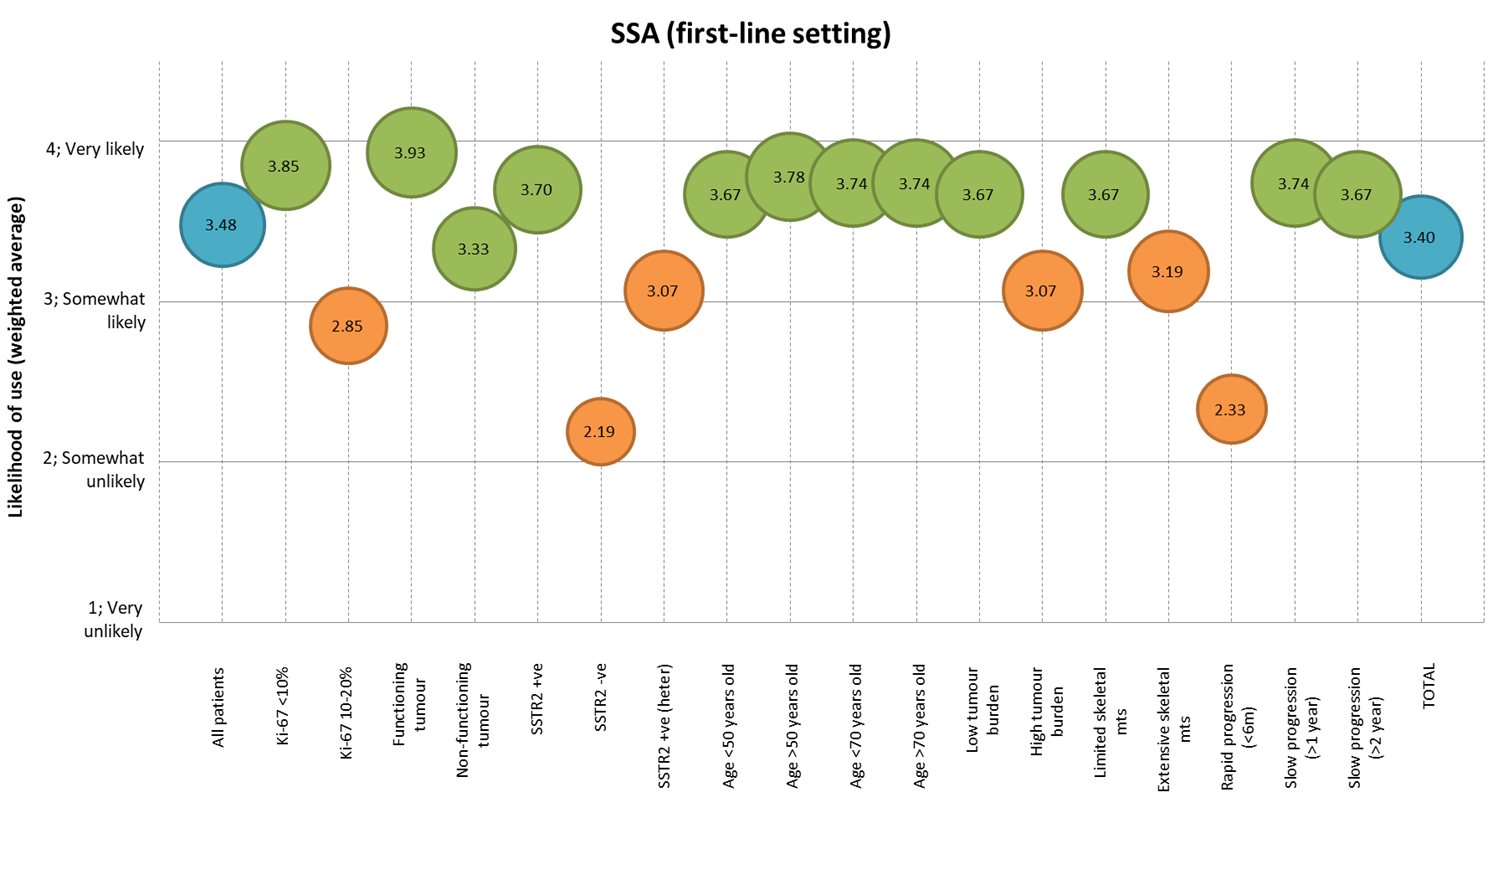 SSA (first-line setting)
Likelihood of use (weighted average)
4; Very likely
3; Somewhat
likely
2; Somewhat
unlikely
1; Very
unlikely
3.48
3.85
2.85
3.93
3.33
3.70
2.19
3.07
3.67
3.78
3.74
3.74
3.67
3.07
3.67
3.19
2.33
3.74
3.67
3.40
All patients
Ki-67 <10%
Ki-67 10-20%
Functioning
tumour
Non-functioning
tumour
SSTR2 +ve
SSTR2 -ve
SSTR2 +ve (heter)
Age <50 years old
Age >50 years old
Age <70 years old
Age >70 years old
Low tumour
burden
High tumour
burden
Limited skeletal
mts
Extensive skeletal
mts
Rapid progression
(<6m)
Slow progression
(>1 year)
Slow progression
(>2 year)
TOTAL